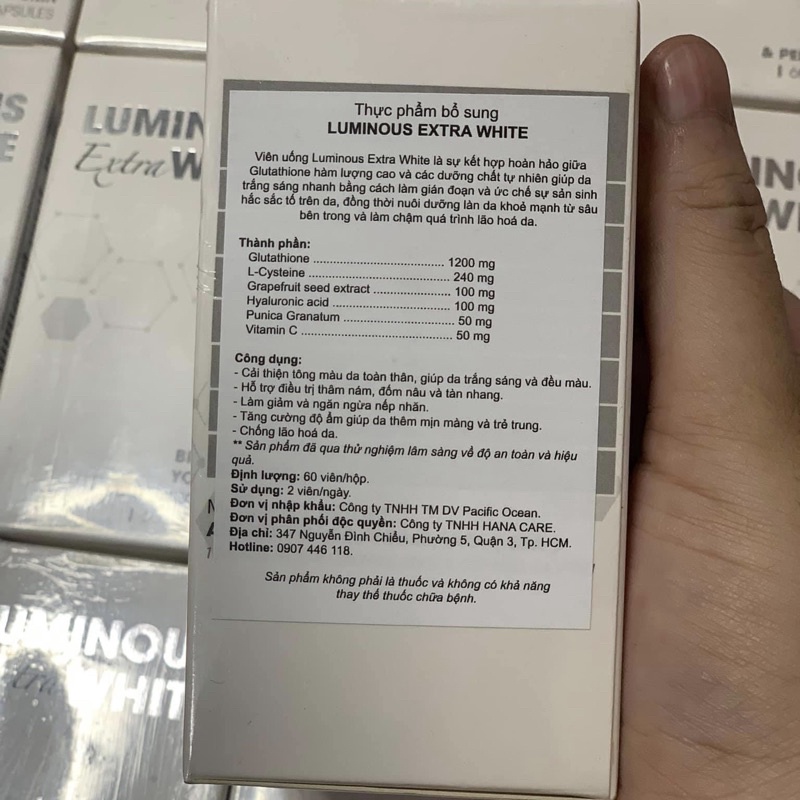 Thực phẩm bổ sung
LUMINOUS EXTRA WHITE
Viên uống Luminous Extra White là sự kết hợp hoàn hảo giữa
Glutathione hàm lượng cao và các dưỡng chất tự nhiên giúp da
trắng sáng nhanh bằng cách làm gián đoạn và ức chế sự sản sinh
hắc sắc tố trên da, đồng thời nuôi dưỡng làn da khoẻ mạnh từ sâu
bên trong và làm chậm quá trình lão hoá da.
Thành phần:
Glutathione ........................................ 1200 mg
L-Cysteine ........................................... 240 mg
Grapefruit seed extract ........................ 100 mg
Hyaluronic acid .................................... 100 mg
Punica Granatum .................................. 50 mg
Vitamin C .............................................. 50 mg
Công dụng:
- Cải thiện tông màu da toàn thân, giúp da trắng sáng và đều màu.
- Hỗ trợ điều trị thâm nám, đốm nâu và tàn nhang.
- Làm giảm và ngăn ngừa nếp nhăn.
- Tăng cường độ ẩm giúp da thêm mịn màng và trẻ trung.
- Chống lão hoá da.
** Sản phẩm đã qua thử nghiệm lâm sàng về độ an toàn và hiệu
quả.
Định lượng: 60 viên/hộp.
Sử dụng: 2 viên/ngày.
Đơn vị nhập khẩu: Công ty TNHH TM DV Pacific Ocean.
Đơn vị phân phối độc quyền: Công ty TNHH HANA CARE.
Địa chỉ: 347 Nguyễn Đình Chiểu, Phường 5, Quận 3, Tp. HCM.
Hotline: 0907 446 118.
Sản phẩm không phải là thuốc và không có khả năng
thay thế thuốc chữa bệnh.
CAPSULES
LUMIN
Extra W
LUMINOU
WHIT